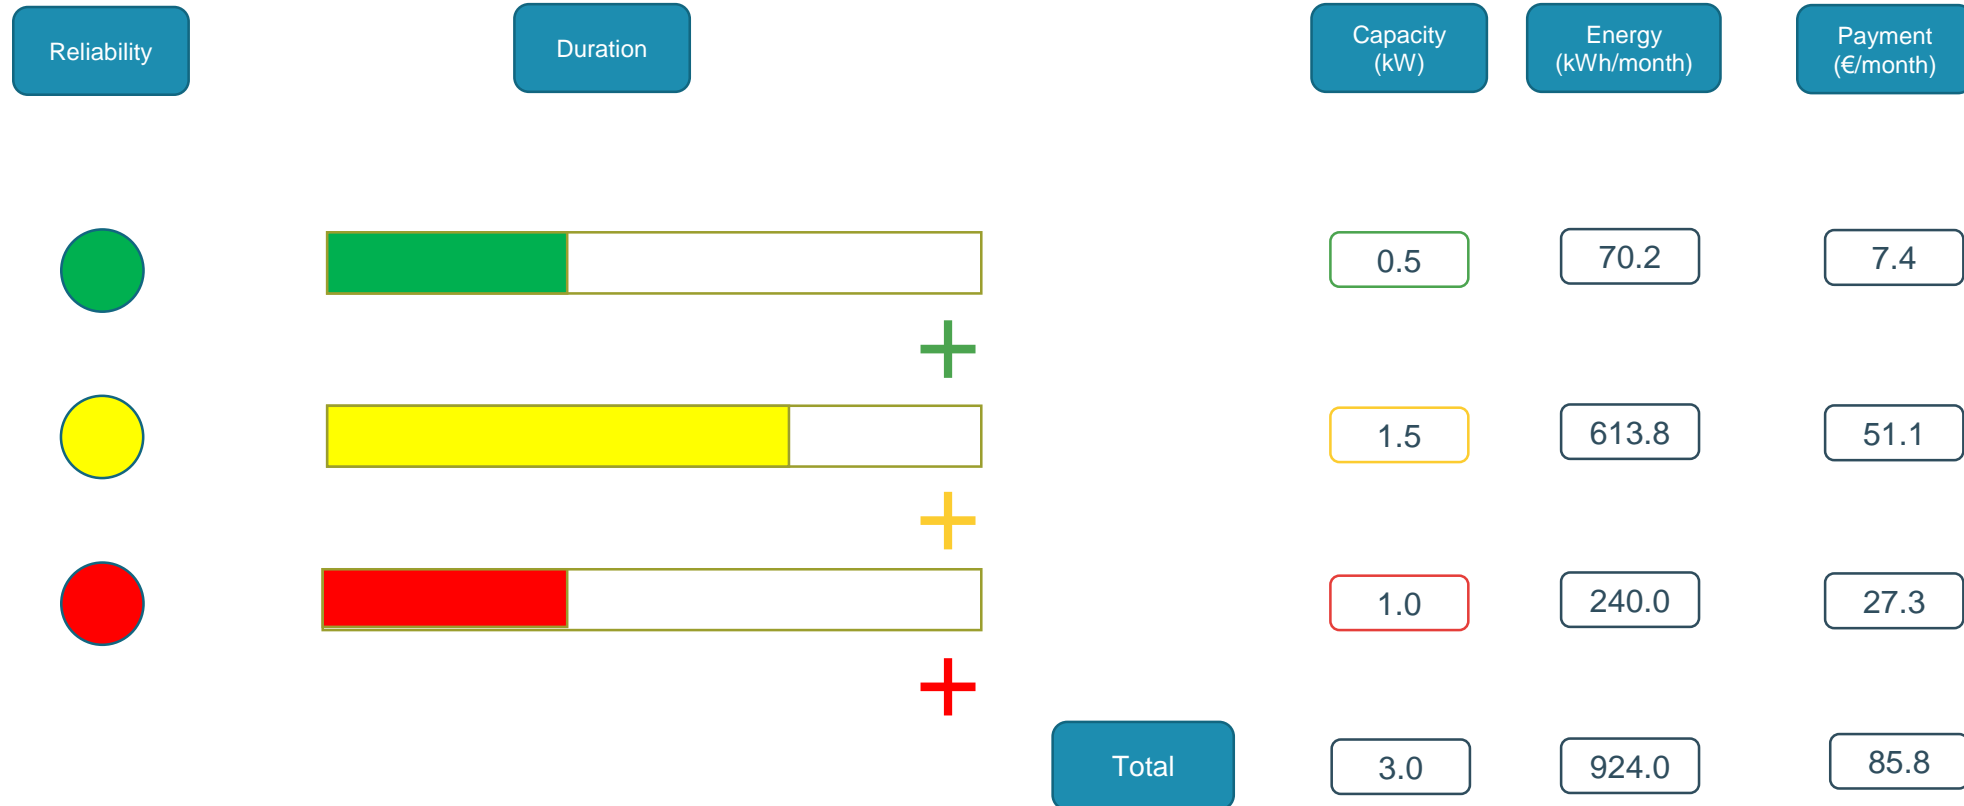 Reliability
Duration
Capacity
(kW)
Energy
(kWh/month)
Payment
(€/month)
0.5
70.2
7.4
1.5
613.8
51.1
1.0
240.0
27.3
Total
3.0
924.0
85.8